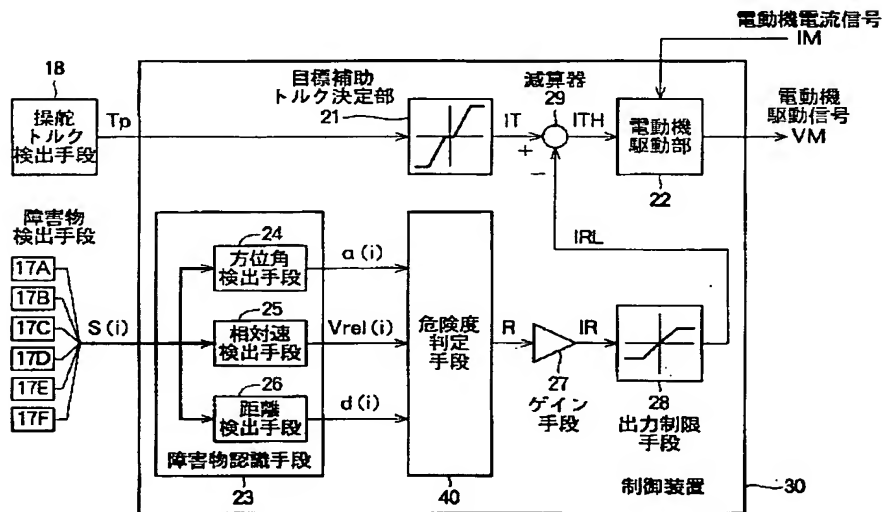 電動機電流信号
IM
18
操舵
トルク
検出手段
Tp
目標補助
トルク決定部
21
IT
+
−
減算器
29
ITH
電動機
駆動部
22
電動機
駆動信号
VM
障害物
検出手段
17A
17B
17C
17D
17E
17F
S(i)
24
方位角
検出手段
a(i)
25
相対速
検出手段
Vrel(i)
26
距離
検出手段
d(i)
障害物認識手段
23
危険度
判定
手段
40
R
27
ゲイン
手段
IR
IRL
28
出力制限
手段
制御装置
30